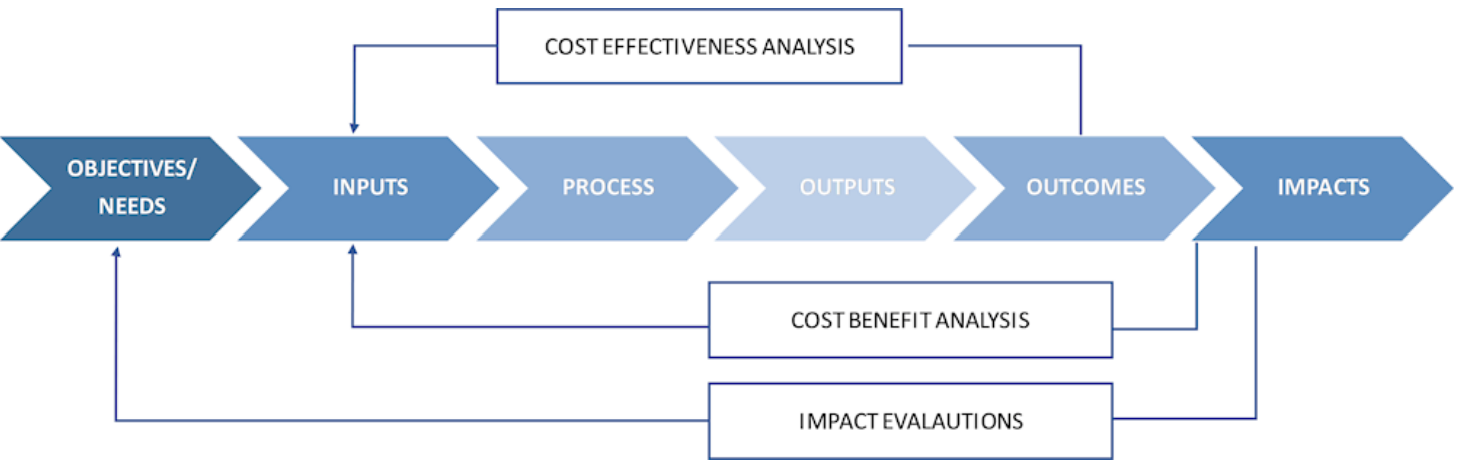 COST EFFECTIVENESS ANALYSIS
OBJECTIVES/
NEEDS
INPUTS
PROCESS
OUTPUTS
OUTCOMES
IMPACTS
COST BENEFIT ANALYSIS
IMPACT EVALAUTIONS